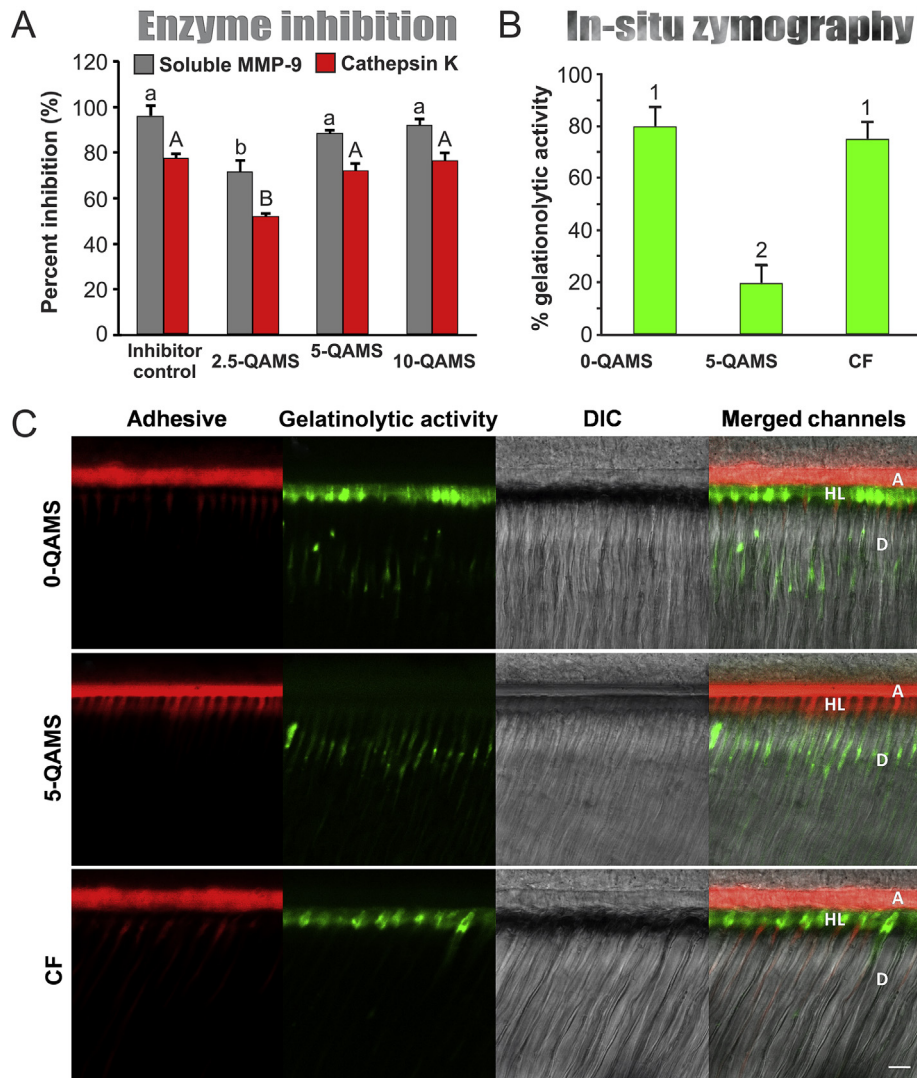 A
Enzyme inhibition
Soluble MMP-9
Cathepsin K
Percent inhibition (%)
120
100
80
60
40
20
0
a
A
b
B
a
A
a
A
Inhibitor control
2.5-QAMS
5-QAMS
10-QAMS
B
In-situ zymography
% gelationolytic activity
100
80
60
40
20
0
1
2
1
0-QAMS
5-QAMS
CF
C
Adhesive
Gelatinolytic activity
DIC
Merged channels
0-QAMS
A
HL
D
5-QAMS
A
HL
D
CF
A
HL
D